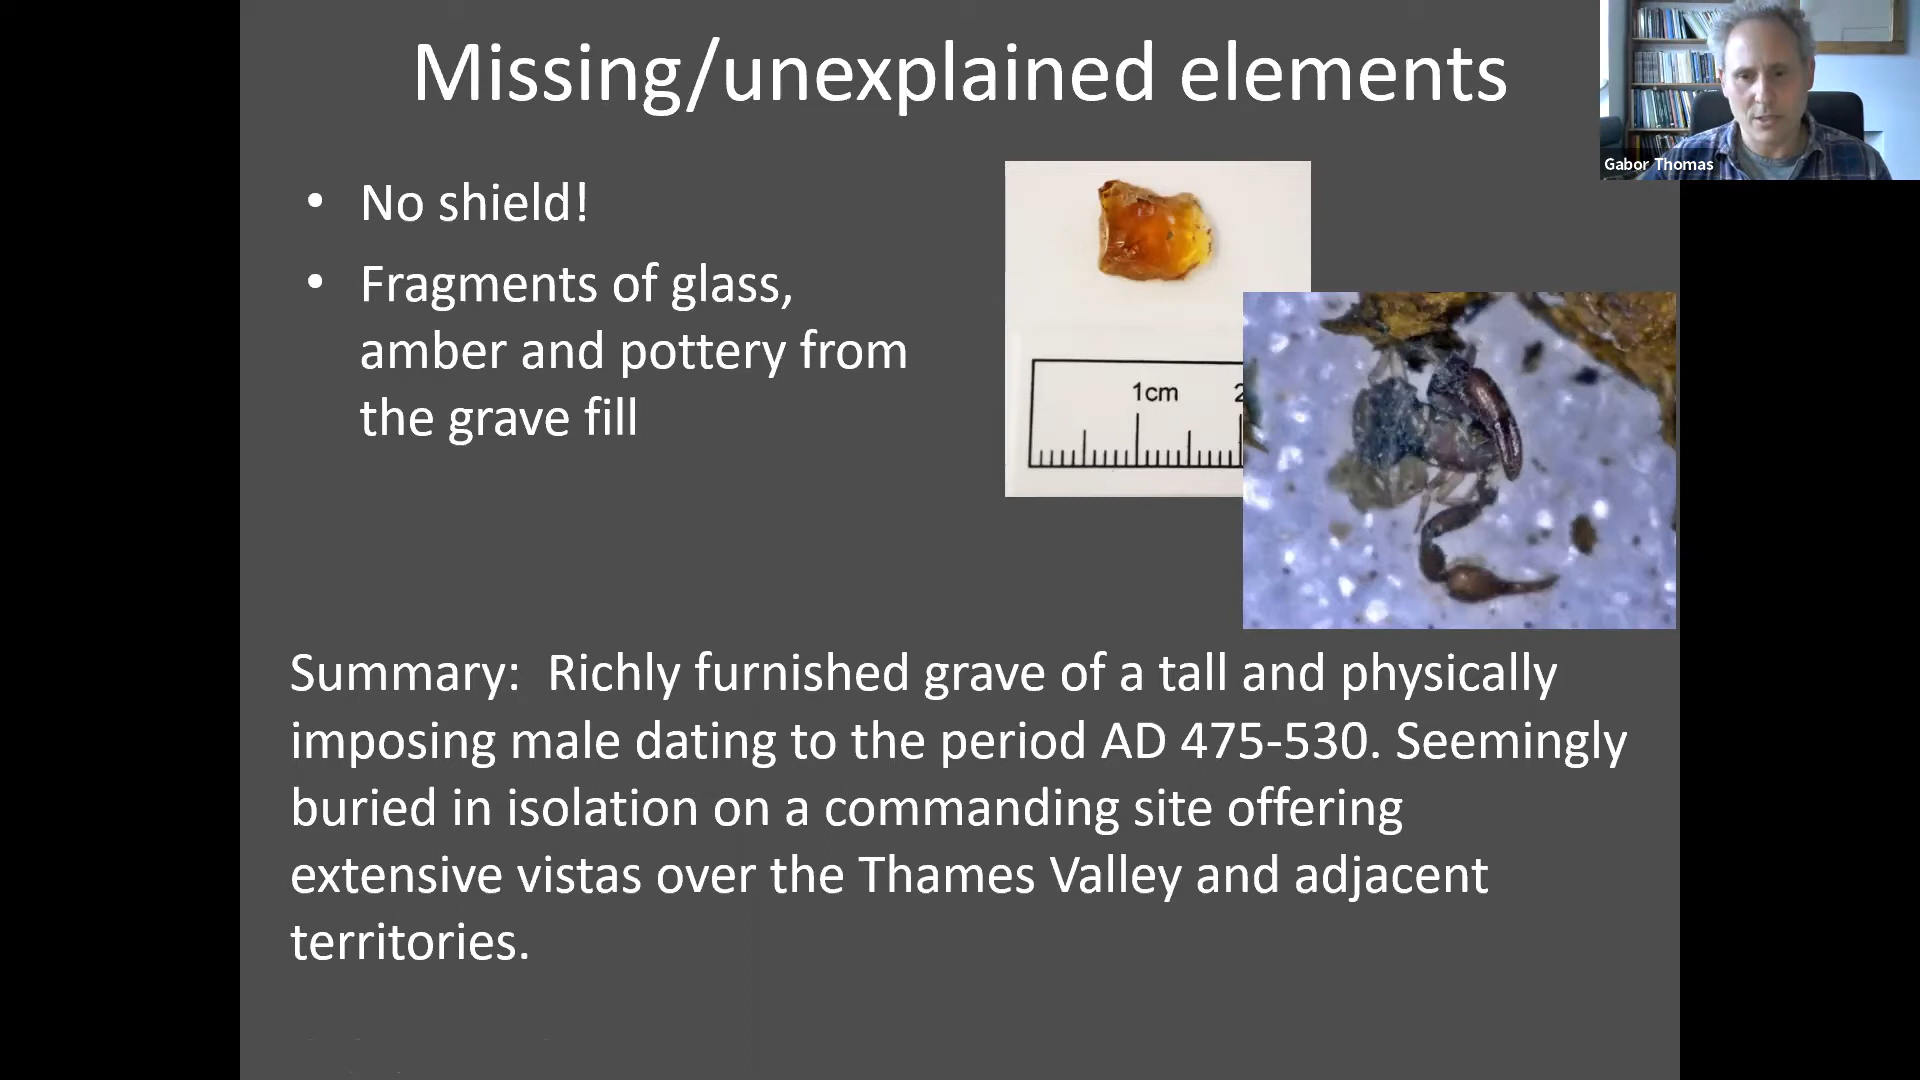 Missing/unexplained elements
Gabor Thomas
• No shield!
• Fragments of glass,
amber and pottery from
the grave fill
1cm 2
Summary:  Richly furnished grave of a tall and physically
imposing male dating to the period AD 475-530. Seemingly
buried in isolation on a commanding site offering
extensive vistas over the Thames Valley and adjacent
territories.